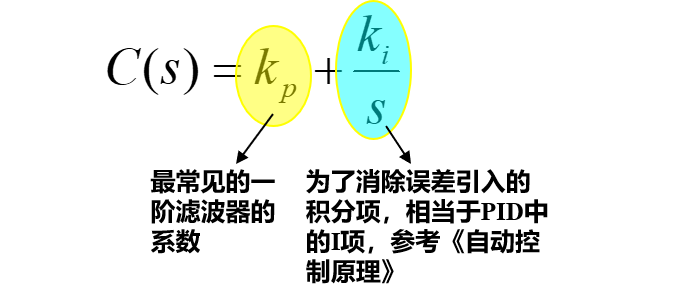 C(s) = k_p + k_i/s
最常见的一
阶滤波器的
系数
为了消除误差引入的
积分项，相当于PID中
的I项，参考《自动控
制原理》